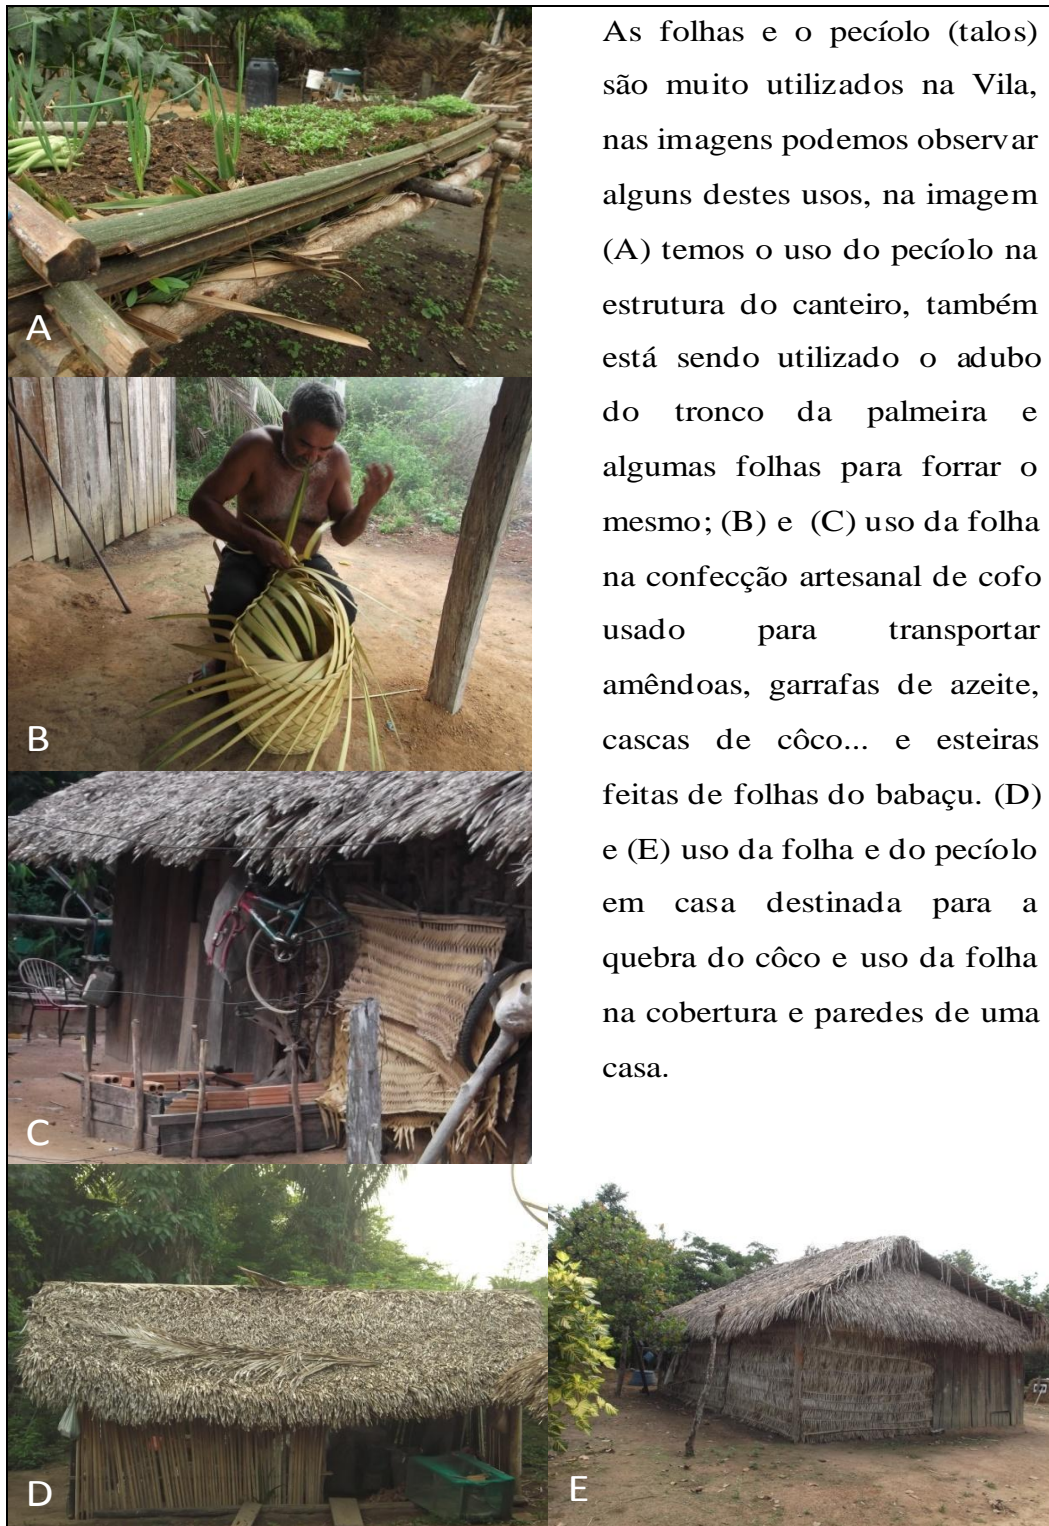 As folhas e o pecíolo (talos)
são muito utilizados na Vila,
nas imagens podemos observar
alguns destes usos, na imagem
(A) temos o uso do pecíolo na
estrutura do canteiro, também
está sendo utilizado o adubo
do tronco da palmeira e
algumas folhas para forrar o
mesmo; (B) e (C) uso da folha
na confecção artesanal de cofo
usado para transportar
amêndoas, garrafas de azeite,
cascas de côco... e esteiras
feitas de folhas do babaçu. (D)
e (E) uso da folha e do pecíolo
em casa destinada para a
quebra do côco e uso da folha
na cobertura e paredes de uma
casa.
A
B
C
D
E